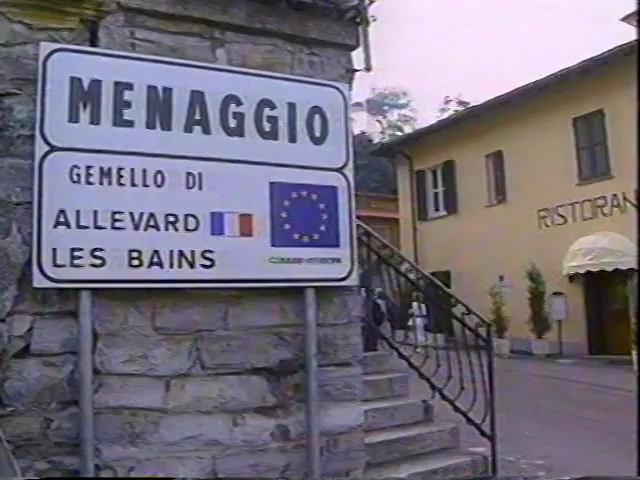 MENAGGIO
GEMELLO DI
ALLEVARD
LES BAINS
RISTORAN